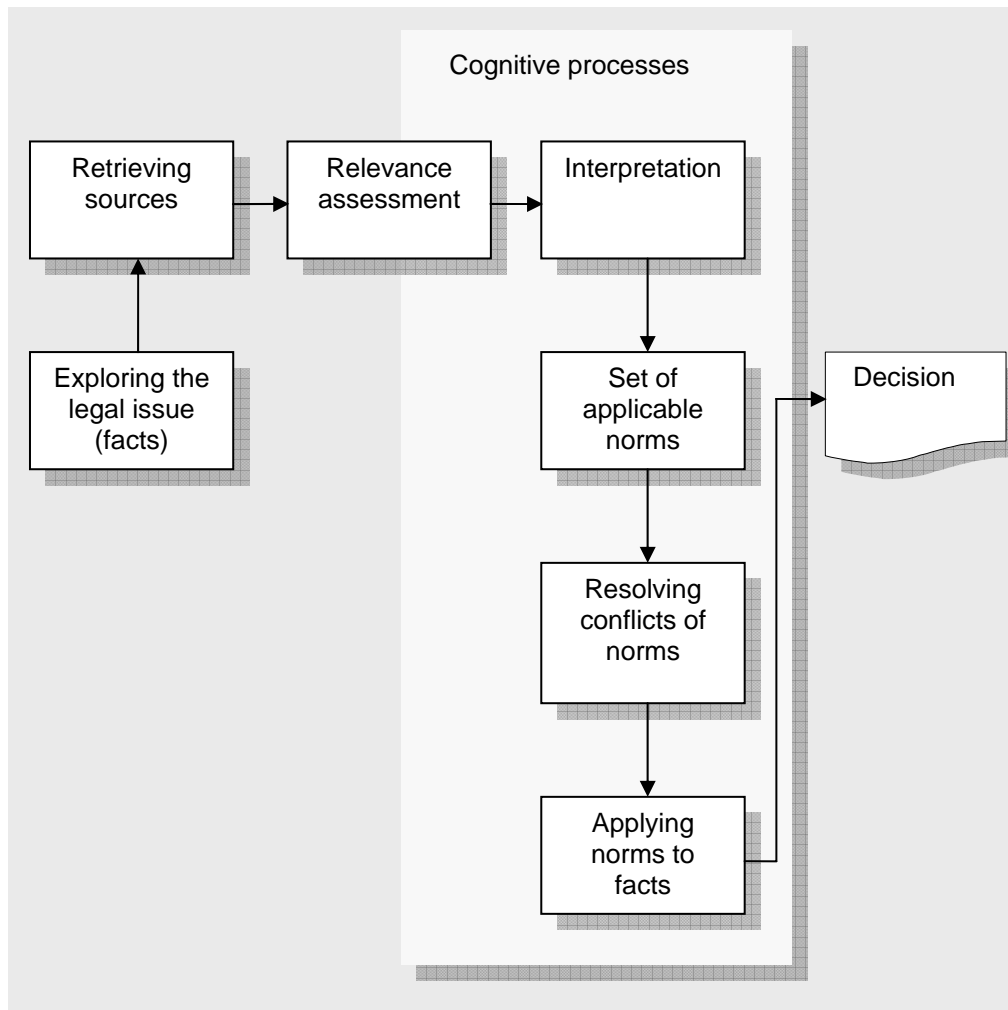 Cognitive processes
Retrieving
sources
Relevance
assessment
Interpretation
Exploring the
legal issue
(facts)
Set of
applicable
norms
Decision
Resolving
conflicts of
norms
Applying
norms to
facts